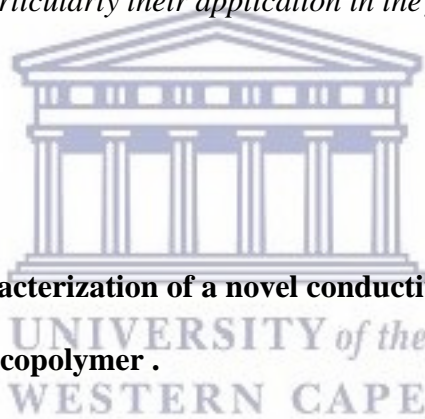 rticularly their application in the
acterization of a novel conducti
UNIVERSITY of the
copolymer .
WESTERN CAPE